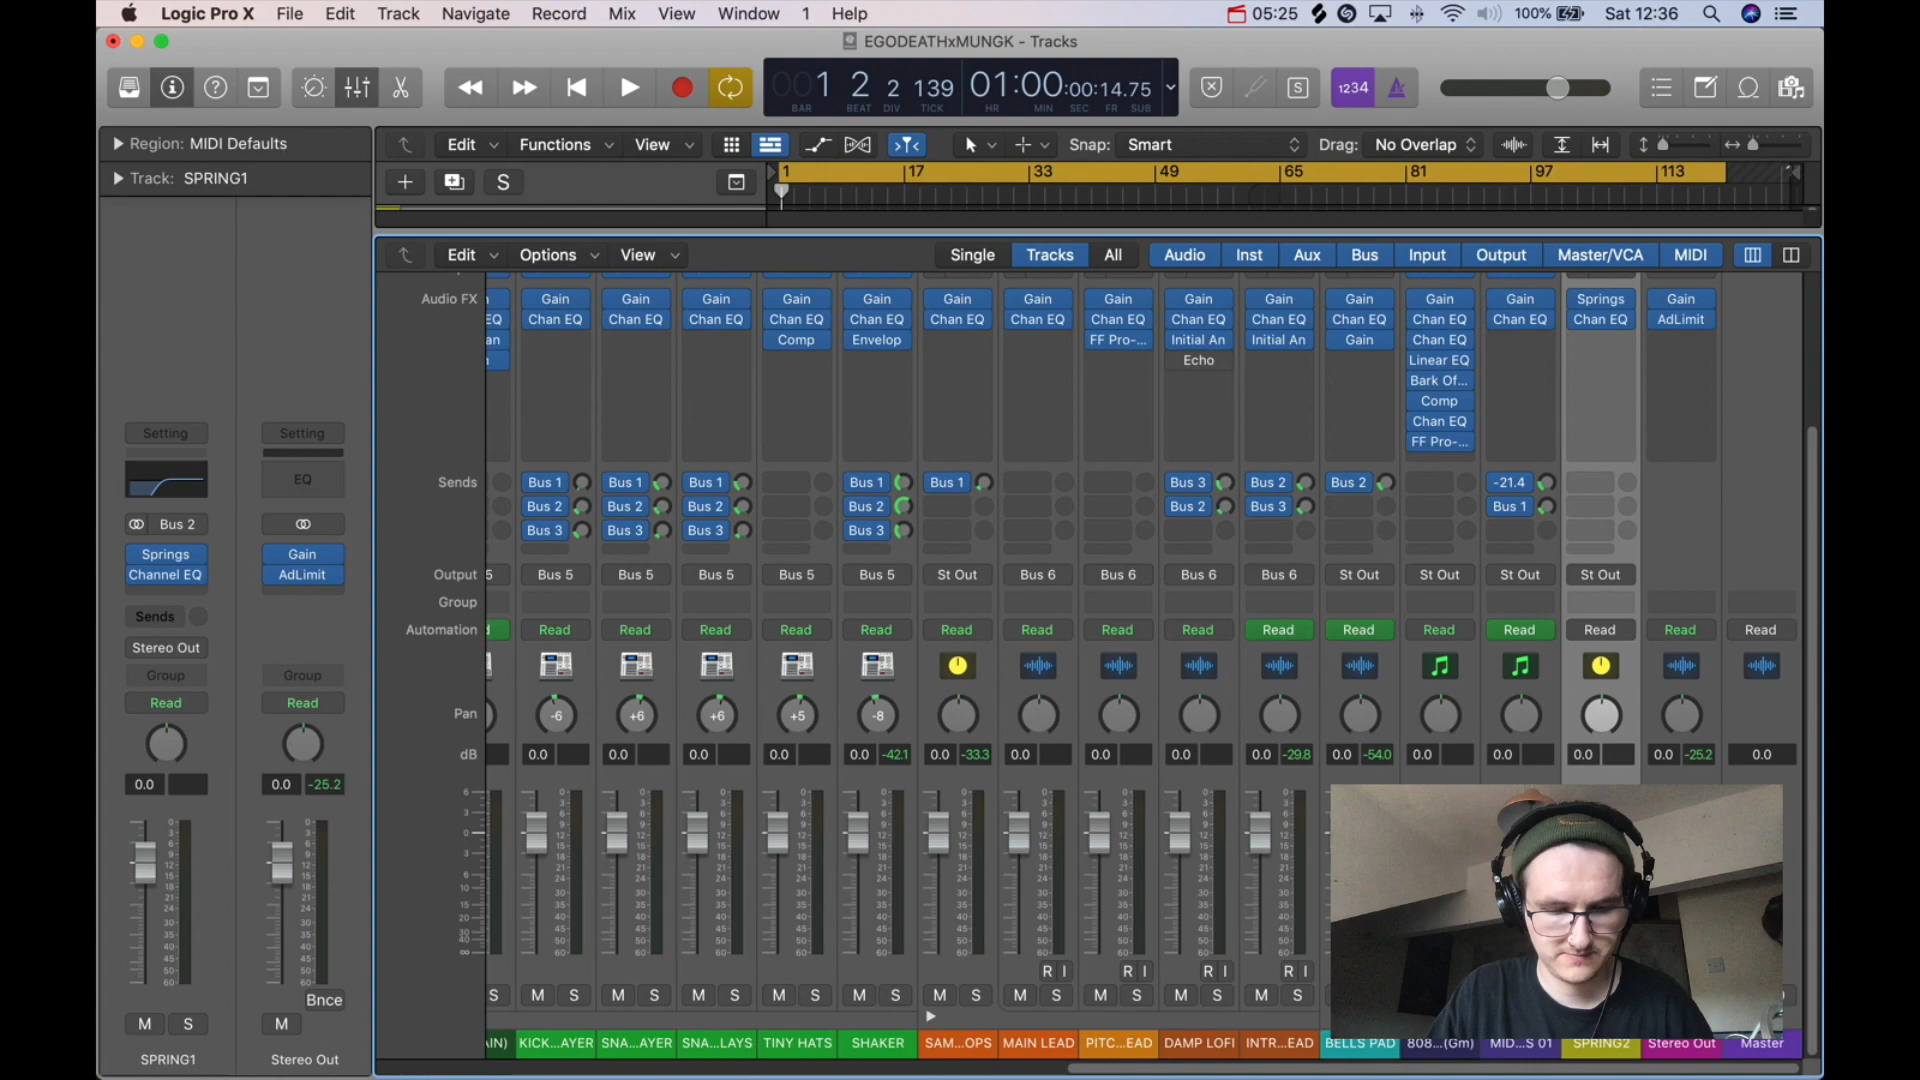 Logic Pro X File Edit Track Navigate Record Mix View Window 1 Help 05:25 100% Sat 12:36
EGODEATHxMUNGK - Tracks
001 2 2 139 01:00:00:14.75
BAR BEAT DIV TICK HR MIN SEC FR SUB
S 1234
Region: MIDI Defaults
Edit Functions View Snap: Smart Drag: No Overlap
Track: SPRING1
S 1 17 33 49 65 81 97 113
Edit Options View Single Tracks All Audio Inst Aux Bus Input Output Master/VCA MIDI
Audio FX Gain Gain Gain Gain Gain Gain Gain Gain Gain Gain Gain Gain Gain Springs Gain
EQ Chan EQ Chan EQ Chan EQ Chan EQ Chan EQ Chan EQ Chan EQ Chan EQ Chan EQ Chan EQ Chan EQ Chan EQ Chan EQ Chan EQ AdLimit
an Comp Envelop FF Pro-... Initial An Initial An Gain Chan EQ
Echo Linear EQ
Bark Of...
Comp
Chan EQ
FF Pro-...
Setting Setting
EQ
Bus 2
Springs Gain
Channel EQ AdLimit
Sends
Stereo Out
Group Group
Read Read
0.0 0.0 -25.2
Bnce
M S M
SPRING1 Stereo Out
Sends Bus 1 Bus 1 Bus 1 Bus 1 Bus 1 Bus 3 Bus 2 Bus 2 -21.4
Bus 2 Bus 2 Bus 2 Bus 2 Bus 2 Bus 3 Bus 1
Bus 3 Bus 3 Bus 3 Bus 3
Output 5 Bus 5 Bus 5 Bus 5 Bus 5 Bus 5 St Out Bus 6 Bus 6 Bus 6 Bus 6 St Out St Out St Out St Out
Group
Automation d Read Read Read Read Read Read Read Read Read Read Read Read Read Read Read Read
Pan -6 +6 +6 +5 -8
dB 0.0 0.0 0.0 0.0 0.0 -42.1 0.0 -33.3 0.0 0.0 0.0 0.0 -29.8 0.0 -54.0 0.0 0.0 0.0 0.0 -25.2 0.0
R I R I R I R I
S M S M S M S M S M S M S M S M S M S M S
AIN) KICK...AYER SNA...AYER SNA...LAYS TINY HATS SHAKER SAM...OPS MAIN LEAD PITC...EAD DAMP LOFI INTR...EAD BELLS PAD 808...(Gm) MID...S 01 SPRING2 Stereo Out Master